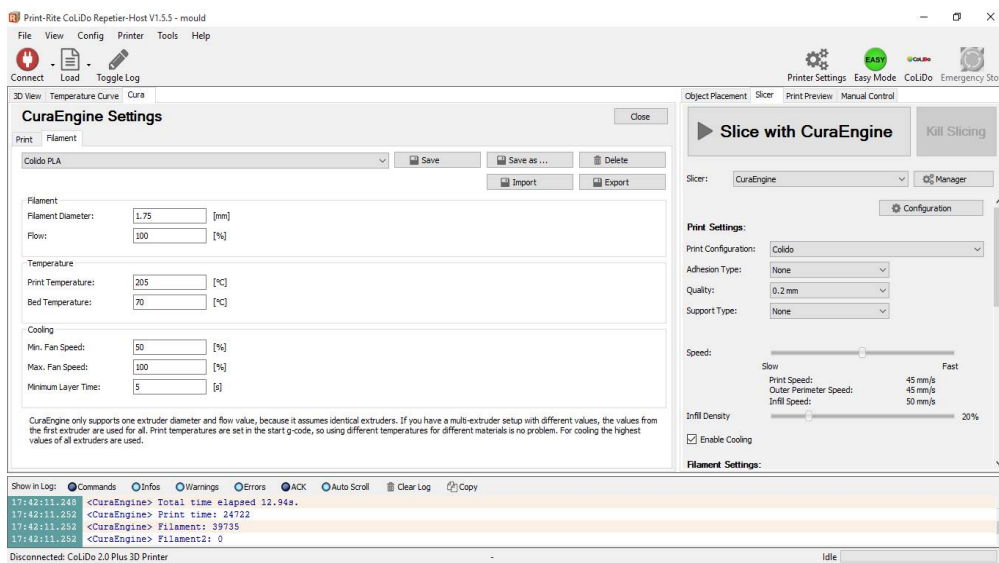 Print-Rite CoLiDo Repetier-Host V1.5.5 - mould
File View Config Printer Tools Help
Connect Load Toggle Log
Printer Settings Easy Mode CoLiDo Emergency Sto
EASY
3D View Temperature Curve Cura
Object Placement Slicer Print Preview Manual Control
CuraEngine Settings
Close
Print Filament
Colido PLA
Save Save as ... Delete
Import Export
Filament
Filament Diameter: 1.75 [mm]
Flow: 100 [%]
Temperature
Print Temperature: 205 [°C]
Bed Temperature: 70 [°C]
Cooling
Min. Fan Speed: 50 [%]
Max. Fan Speed: 100 [%]
Minimum Layer Time: 5 [s]
CuraEngine only supports one extruder diameter and flow value, because it assumes identical extruders. If you have a multi-extruder setup with different values, the values from
the first extruder are used for all. Print temperatures are set in the start g-code, so using different temperatures for different materials is no problem. For cooling the highest
values of all extruders are used.
Slice with CuraEngine
Kill Slicing
Slicer: CuraEngine Manager
Configuration
Print Settings:
Print Configuration: Colido
Adhesion Type: None
Quality: 0.2 mm
Support Type: None
Speed:
Slow Fast
Print Speed: 45 mm/s
Outer Perimeter Speed: 45 mm/s
Infill Speed: 50 mm/s
Infill Density 20%
Enable Cooling
Filament Settings:
Show in Log: Commands Infos Warnings Errors ACK Auto Scroll Clear Log Copy
17:42:11.248 <CuraEngine> Total time elapsed 12.94s.
17:42:11.252 <CuraEngine> Print time: 24722
17:42:11.252 <CuraEngine> Filament: 39735
17:42:11.252 <CuraEngine> Filament2: 0
Disconnected: CoLiDo 2.0 Plus 3D Printer - Idle